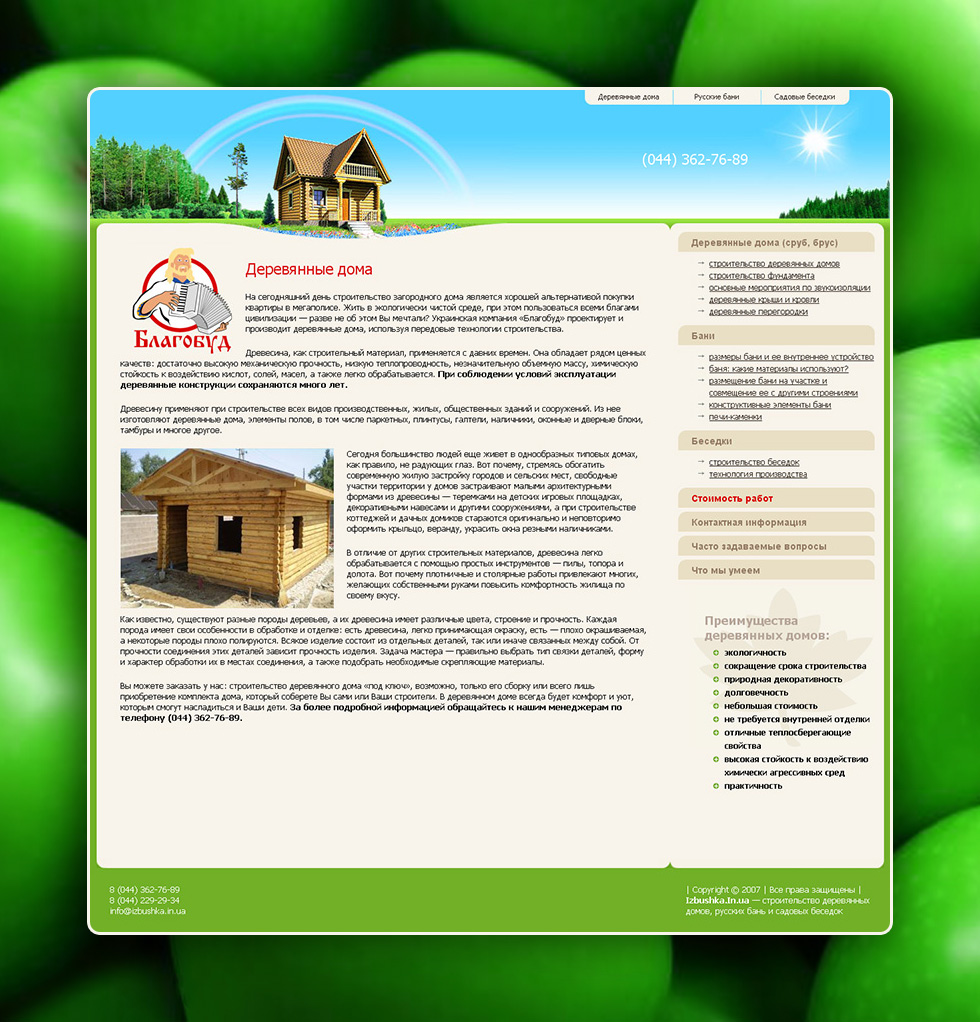 Деревянные дома
Русские бани
Садовые беседки
(044) 362-76-89
Благобуд
Деревянные дома
На сегодняшний день строительство загородного дома является хорошей альтернативой покупки
квартиры в мегаполисе. Жить в экологически чистой среде, при этом пользоваться всеми благами
цивилизации — разве не об этом Вы мечтали? Украинская компания «Благобуд» проектирует и
производит деревянные дома, используя передовые технологии строительства.
Древесина, как строительный материал, применяется с давних времен. Она обладает рядом ценных
качеств: достаточно высокую механическую прочность, низкую теплопроводность, незначительную объемную массу, химическую
стойкость к воздействию кислот, солей, масел, а также легко обрабатывается. При соблюдении условий эксплуатации
деревянные конструкции сохраняются много лет.
Древесину применяют при строительстве всех видов производственных, жилых, общественных зданий и сооружений. Из нее
изготовляют деревянные дома, элементы полов, в том числе паркетных, плинтусы, галтели, наличники, оконные и дверные блоки,
тамбуры и многое другое.
Сегодня большинство людей еще живет в однообразных типовых домах,
как правило, не радующих глаз. Вот почему, стремясь обогатить
современную жилую застройку городов и сельских мест, свободные
участки территории у домов застраивают малыми архитектурными
формами из древесины — теремками на детских игровых площадках,
декоративными навесами и другими сооружениями, а при строительстве
коттеджей и дачных домиков стараются оригинально и неповторимо
оформить крыльцо, веранду, украсить окна резными наличниками.
В отличие от других строительных материалов, древесина легко
обрабатывается с помощью простых инструментов — пилы, топора и
долота. Вот почему плотничные и столярные работы привлекают многих,
желающих собственными руками повысить комфортность жилища по
своему вкусу.
Как известно, существуют разные породы деревьев, а их древесина имеет различные цвета, строение и прочность. Каждая
порода имеет свои особенности в обработке и отделке: есть древесина, легко принимающая окраску, есть — плохо окрашиваемая,
а некоторые породы плохо полируются. Всякое изделие состоит из отдельных деталей, так или иначе связанных между собой. От
прочности соединения этих деталей зависит прочность изделия. Задача мастера — правильно выбрать тип связки деталей, форму
и характер обработки их в местах соединения, а также подобрать необходимые скрепляющие материалы.
Вы можете заказать у нас: строительство деревянного дома «под ключ», возможно, только его сборку или всего лишь
приобретение комплекта дома, который соберете Вы сами или Ваши строители. В деревянном доме всегда будет комфорт и уют,
которым смогут насладиться и Ваши дети. За более подробной информацией обращайтесь к нашим менеджерам по
телефону (044) 362-76-89.
Деревянные дома (сруб, брус)
строительство деревянных домов
строительство фундамента
основные мероприятия по звукоизоляции
деревянные крыши и кровли
деревянные перегородки
Бани
размеры бани и ее внутреннее устройство
баня: какие материалы используют?
размещение бани на участке и
совмещение ее с другими строениями
конструктивные элементы бани
печи-каменки
Беседки
строительство беседок
технология производства
Стоимость работ
Контактная информация
Часто задаваемые вопросы
Что мы умеем
Преимущества
деревянных домов:
экологичность
сокращение срока строительства
природная декоративность
долговечность
небольшая стоимость
не требуется внутренней отделки
отличные теплосберегающие
свойства
высокая стойкость к воздействию
химически агрессивных сред
практичность
8 (044) 362-76-89
8 (044) 229-29-34
info@izbushka.in.ua
| Copyright © 2007 | Все права защищены |
Izbushka.In.ua — строительство деревянных
домов, русских бань и садовых беседок